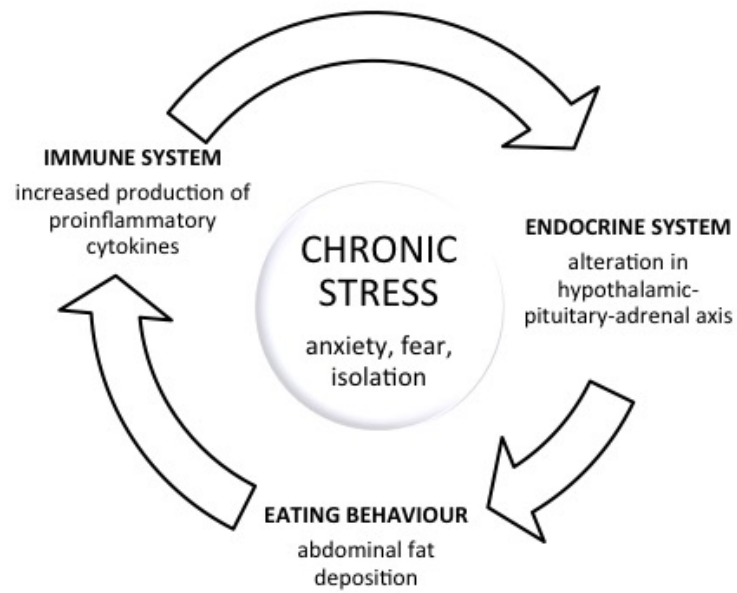 IMMUNE SYSTEM
increased production of
proinflammatory
cytokines
CHRONIC
STRESS
anxiety, fear,
isolation
ENDOCRINE SYSTEM
alteration in
hypothalamic-
pituitary-adrenal axis
EATING BEHAVIOUR
abdominal fat
deposition